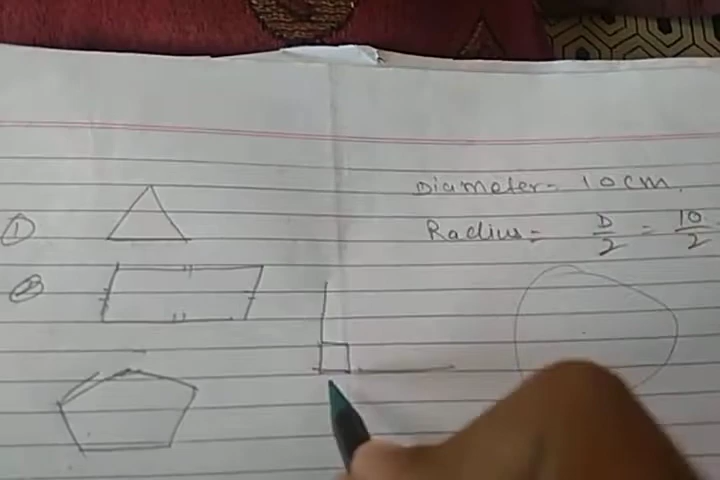 Diameter = 10 cm.
① Radius = D/2 = 10/2
②